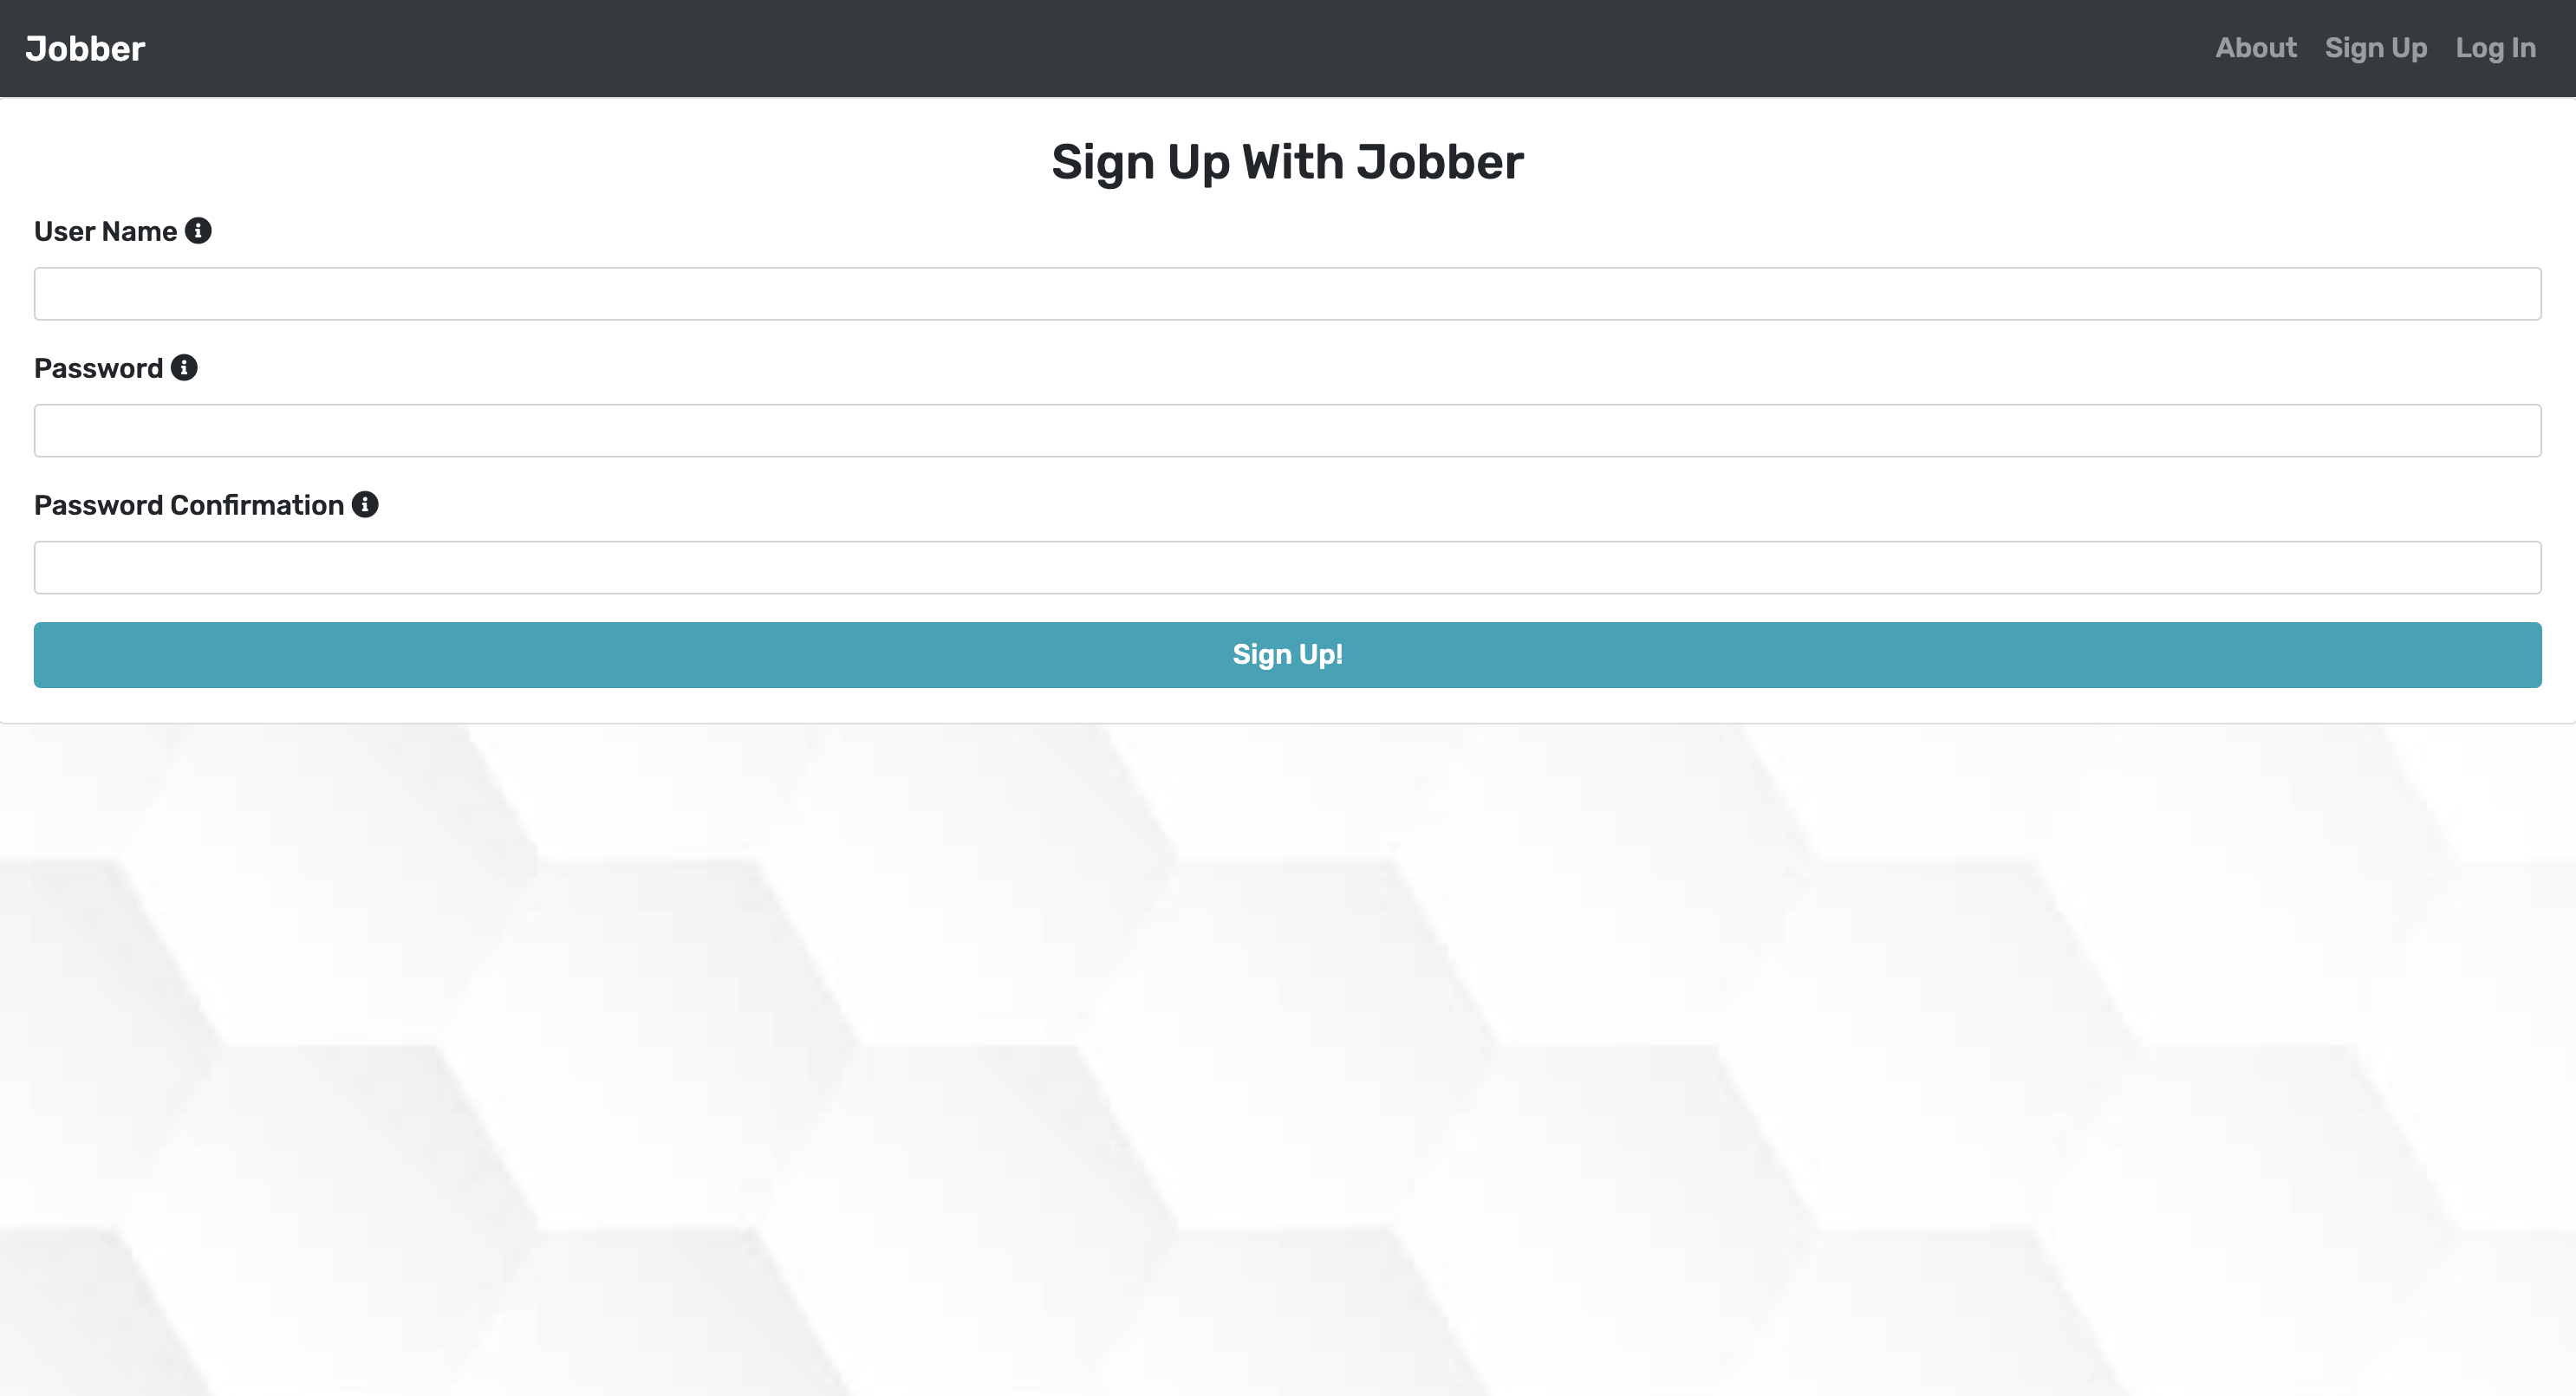 Jobber
About Sign Up Log In
Sign Up With Jobber
User Name
Password
Password Confirmation
Sign Up!